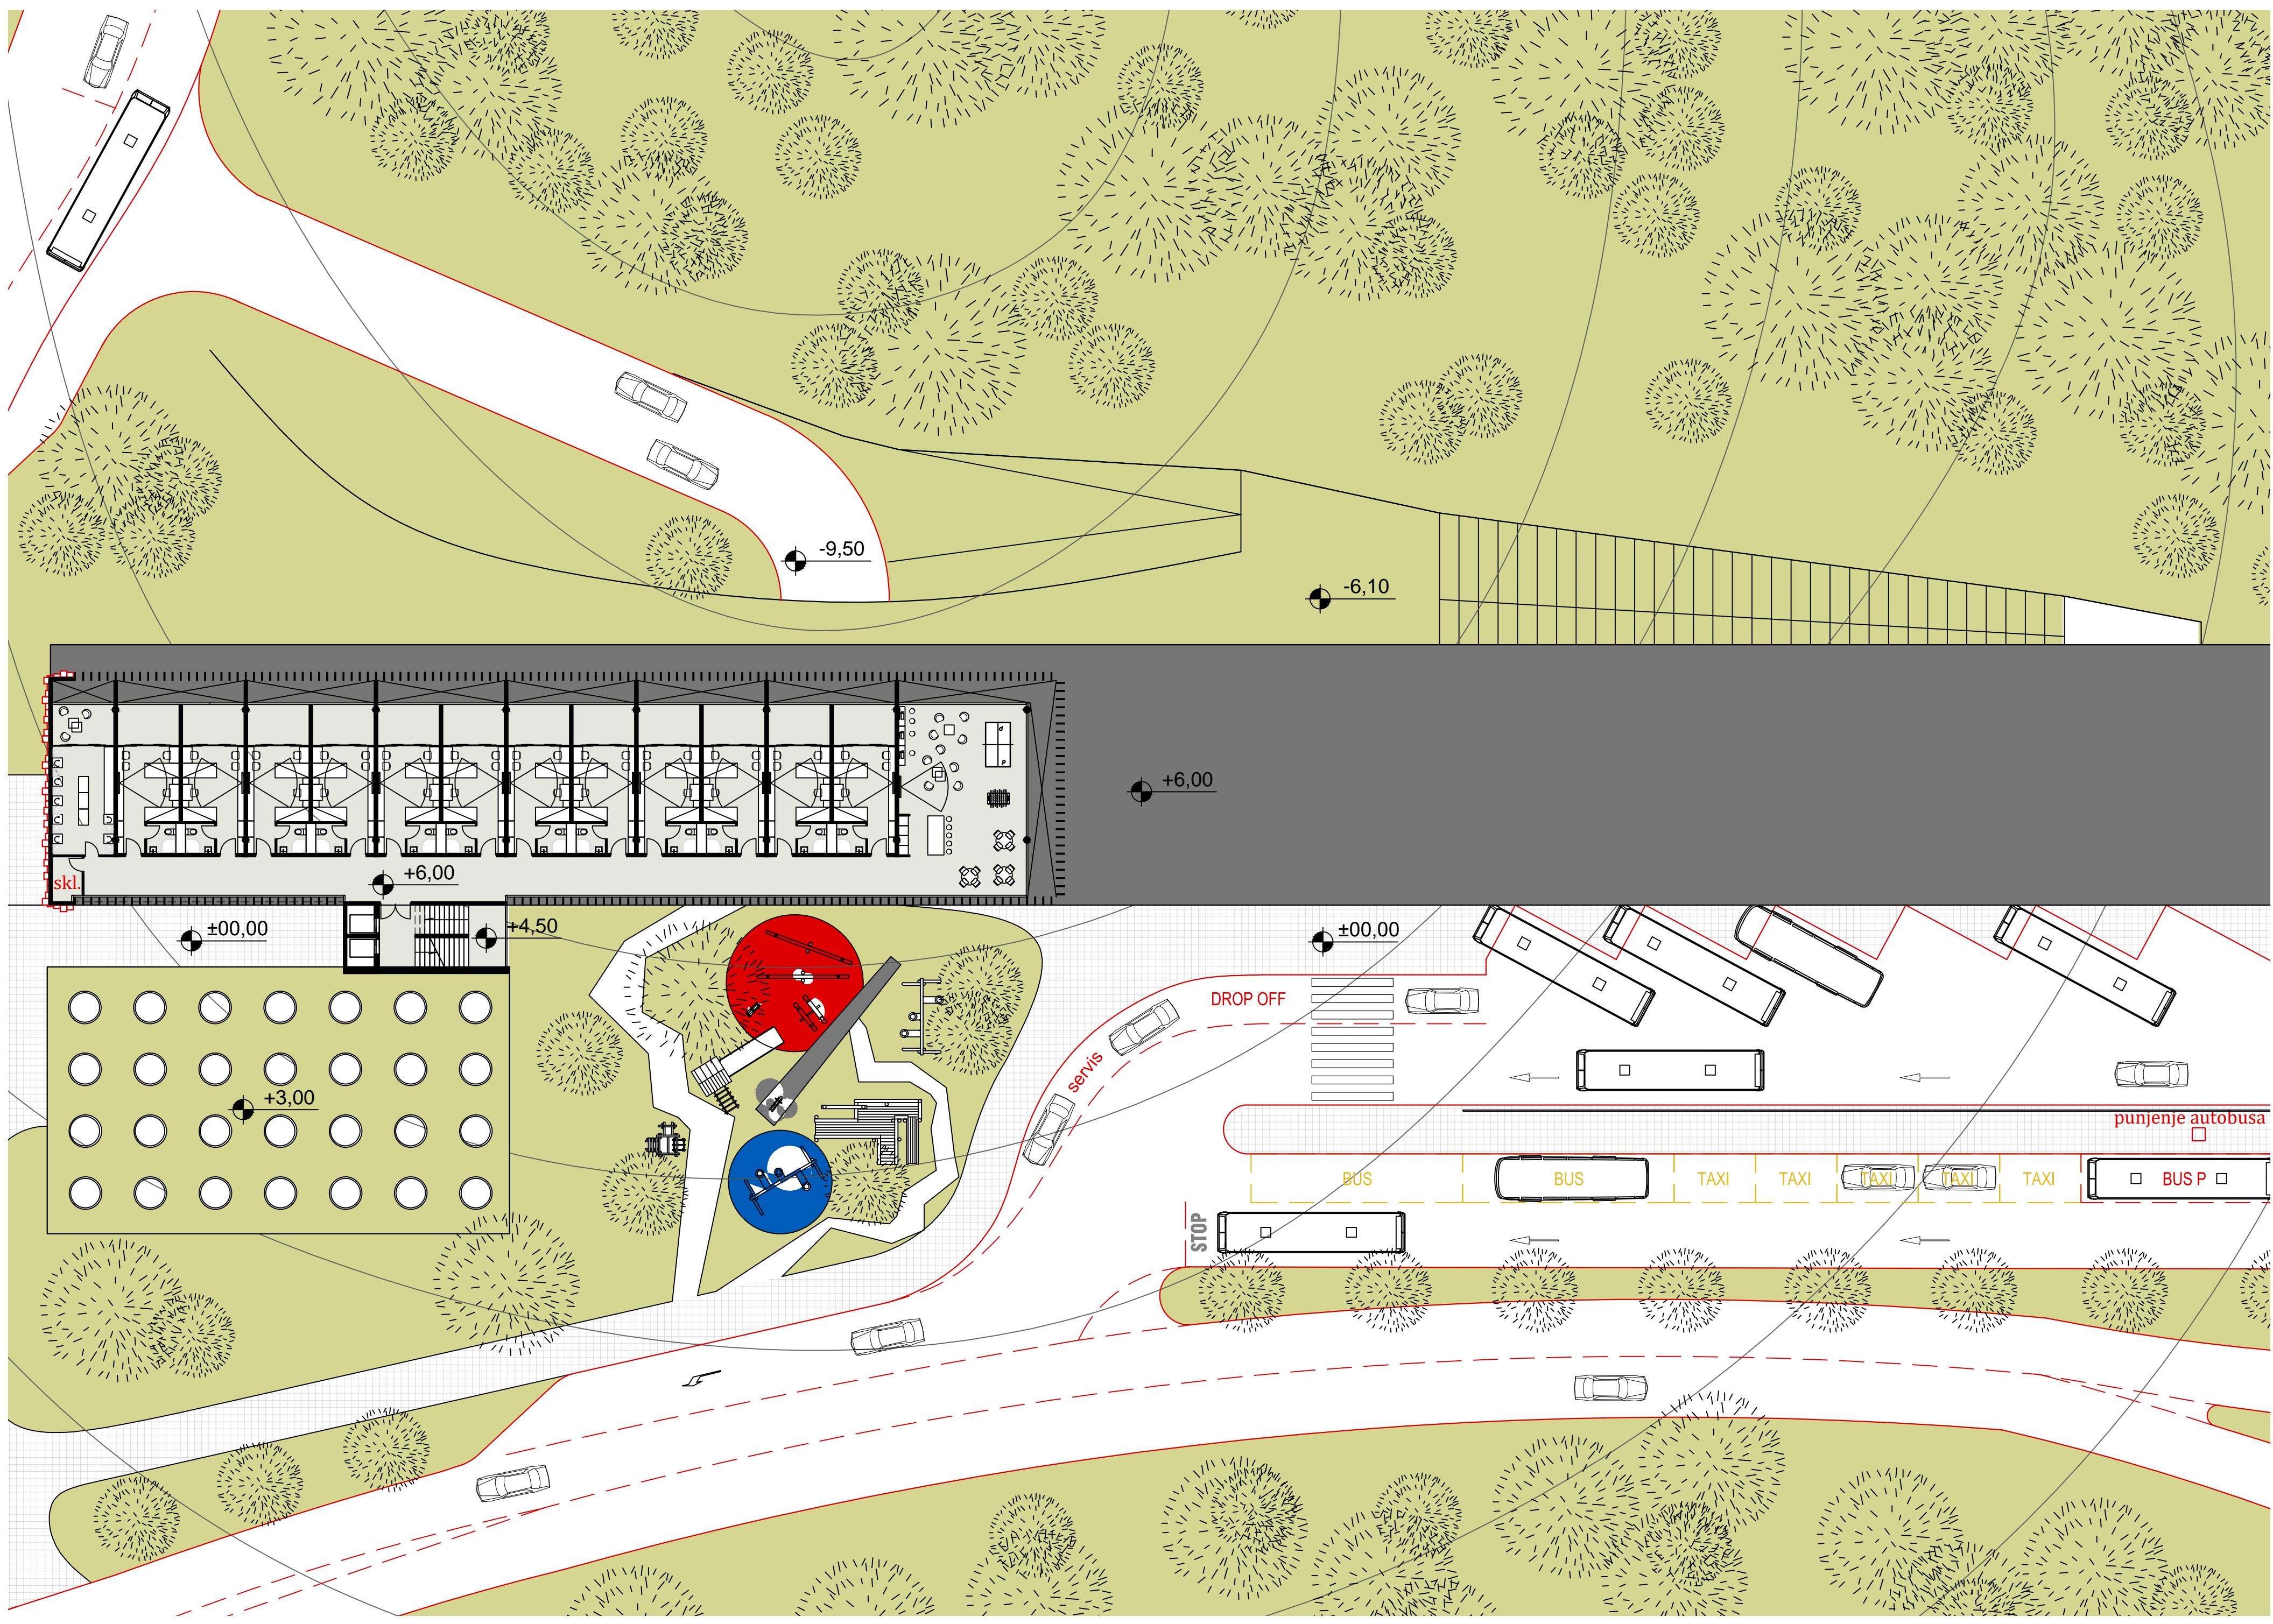 -9,50
-6,10
+6,00
skl.
+6,00
±00,00
+4,50
±00,00
DROP OFF
servis
+3,00
punjenje autobusa
BUS
BUS
TAXI
TAXI
TAXI
TAXI
TAXI
BUS P
STOP